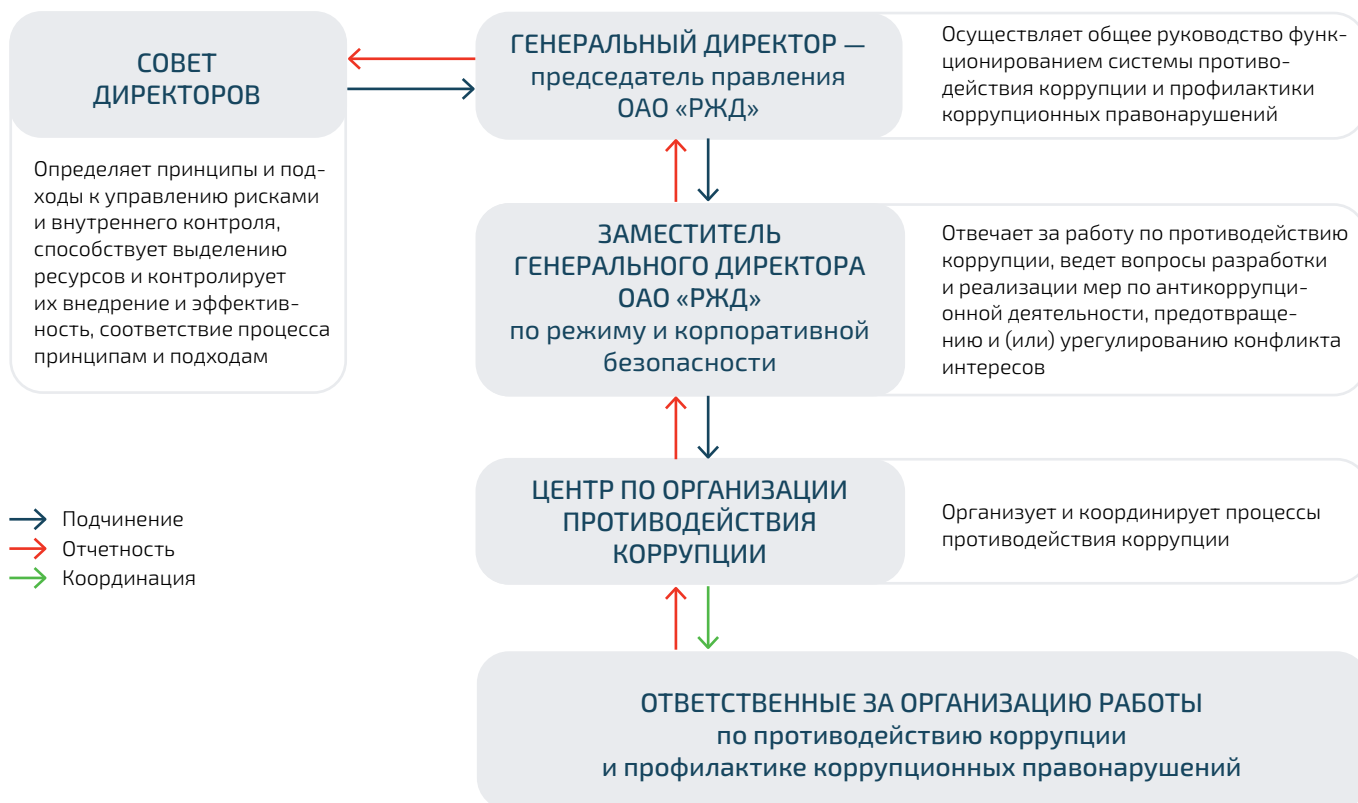 СОВЕТ
ДИРЕКТОРОВ
Определяет принципы и под-
ходы к управлению рисками
и внутреннего контроля,
способствует выделению
ресурсов и контролирует
их внедрение и эффектив-
ность, соответствие процесса
принципам и подходам
ГЕНЕРАЛЬНЫЙ ДИРЕКТОР —
председатель правления
ОАО «РЖД»
Осуществляет общее руководство функ-
ционированием системы противо-
действия коррупции и профилактики
коррупционных правонарушений
ЗАМЕСТИТЕЛЬ
ГЕНЕРАЛЬНОГО ДИРЕКТОРА
ОАО «РЖД»
по режиму и корпоративной
безопасности
Отвечает за работу по противодействию
коррупции, ведет вопросы разработки
и реализации мер по антикоррупци-
онной деятельности, предотвраще-
нию и (или) урегулированию конфликта
интересов
ЦЕНТР ПО ОРГАНИЗАЦИИ
ПРОТИВОДЕЙСТВИЯ
КОРРУПЦИИ
Организует и координирует процессы
противодействия коррупции
Подчинение
Отчетность
Координация
ОТВЕТСТВЕННЫЕ ЗА ОРГАНИЗАЦИЮ РАБОТЫ
по противодействию коррупции
и профилактике коррупционных правонарушений